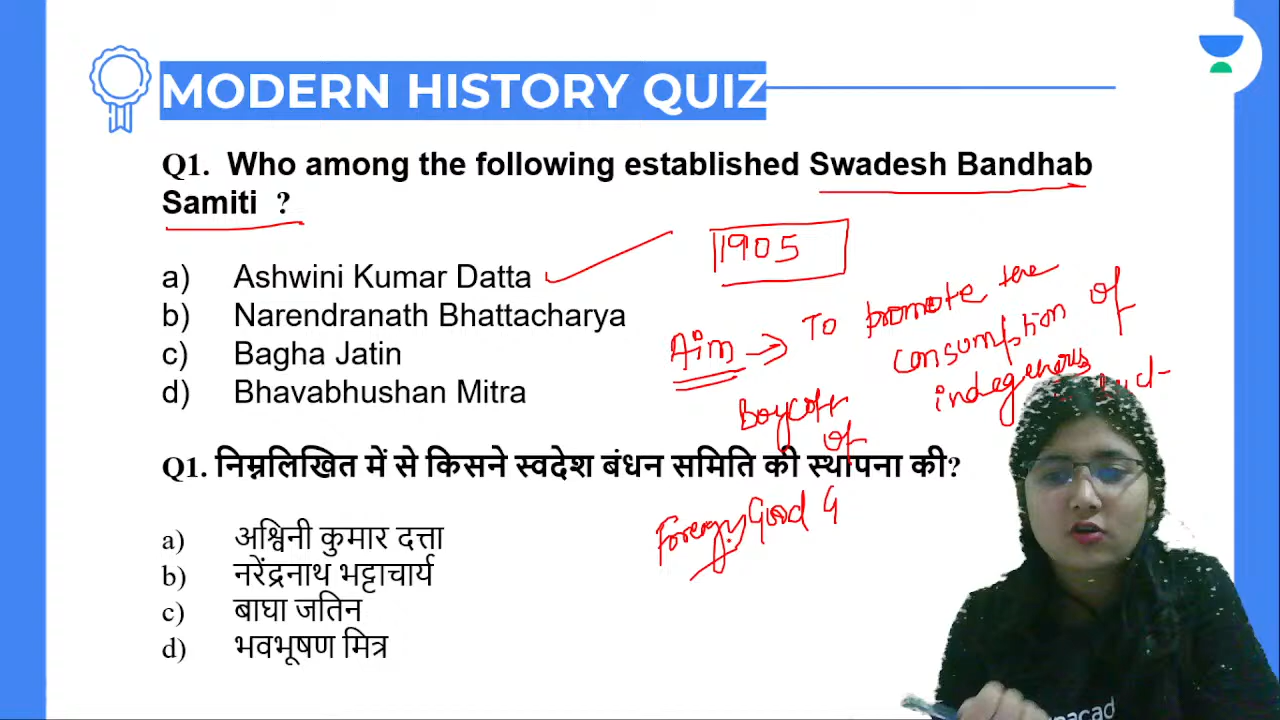 MODERN HISTORY QUIZ
Q1. Who among the following established Swadesh Bandhab
Samiti ?
1905
a) Ashwini Kumar Datta
b) Narendranath Bhattacharya
c) Bagha Jatin
d) Bhavabhushan Mitra
Aim → To promote the
consumption of
Boycott
of
Good
Q1. निम्नलिखित में से किसने स्वदेश बंधन समिति की स्थापना की?
a) अश्विनी कुमार दत्ता
b) नरेंद्रनाथ भट्टाचार्य
c) बाघा जतिन
d) भवभूषण मित्र